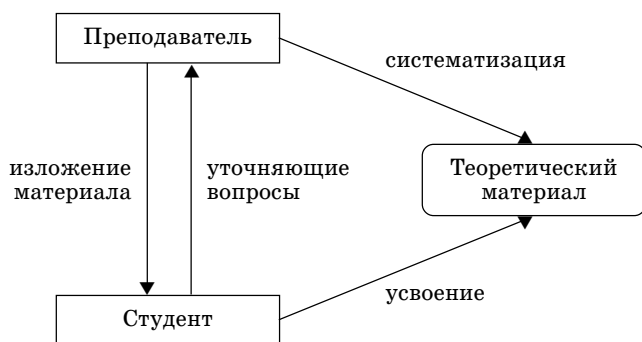 Преподаватель
систематизация
изложение
материала
уточняющие
вопросы
Теоретический
материал
усвоение
Студент